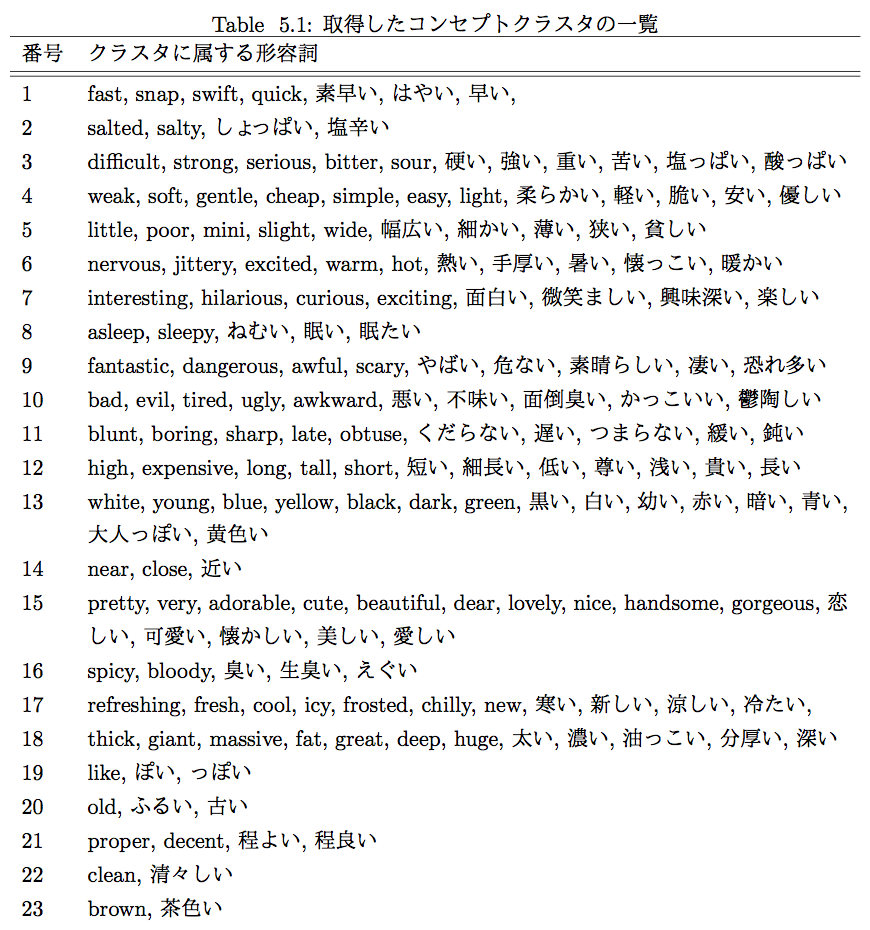 Table 5.1: 取得したコンセプトクラスタの一覧
番号 クラスタに属する形容詞
1 fast, snap, swift, quick, 素早い, はやい, 早い,
2 salted, salty, しょっぱい, 塩辛い
3 difficult, strong, serious, bitter, sour, 硬い, 強い, 重い, 苦い, 塩っぱい, 酸っぱい
4 weak, soft, gentle, cheap, simple, easy, light, 柔らかい, 軽い, 脆い, 安い, 優しい
5 little, poor, mini, slight, wide, 幅広い, 細かい, 薄い, 狭い, 貧しい
6 nervous, jittery, excited, warm, hot, 熱い, 手厚い, 暑い, 懐っこい, 暖かい
7 interesting, hilarious, curious, exciting, 面白い, 微笑ましい, 興味深い, 楽しい
8 asleep, sleepy, ねむい, 眠い, 眠たい
9 fantastic, dangerous, awful, scary, やばい, 危ない, 素晴らしい, 凄い, 恐れ多い
10 bad, evil, tired, ugly, awkward, 悪い, 不味い, 面倒臭い, かっこいい, 鬱陶しい
11 blunt, boring, sharp, late, obtuse, くだらない, 遅い, つまらない, 緩い, 鈍い
12 high, expensive, long, tall, short, 短い, 細長い, 低い, 尊い, 浅い, 貴い, 長い
13 white, young, blue, yellow, black, dark, green, 黒い, 白い, 幼い, 赤い, 暗い, 青い,
大人っぽい, 黄色い
14 near, close, 近い
15 pretty, very, adorable, cute, beautiful, dear, lovely, nice, handsome, gorgeous, 恋
しい, 可愛い, 懐かしい, 美しい, 愛しい
16 spicy, bloody, 臭い, 生臭い, えぐい
17 refreshing, fresh, cool, icy, frosted, chilly, new, 寒い, 新しい, 涼しい, 冷たい,
18 thick, giant, massive, fat, great, deep, huge, 太い, 濃い, 油っこい, 分厚い, 深い
19 like, ぽい, っぽい
20 old, ふるい, 古い
21 proper, decent, 程よい, 程良い
22 clean, 清々しい
23 brown, 茶色い